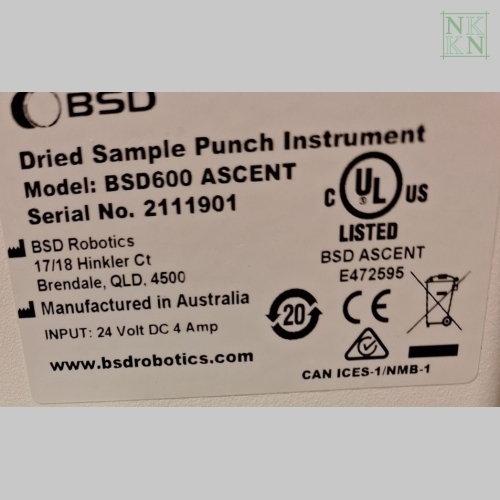 NK
KN
BSD
Dried Sample Punch Instrument
Model: BSD600 ASCENT
Serial No. 2111901
BSD Robotics
17/18 Hinkler Ct
Brendale, QLD, 4500
Manufactured in Australia
INPUT: 24 Volt DC 4 Amp
www.bsdrobotics.com
C UL US
®
LISTED
BSD ASCENT
E472595
20
CE
CAN ICES-1/NMB-1